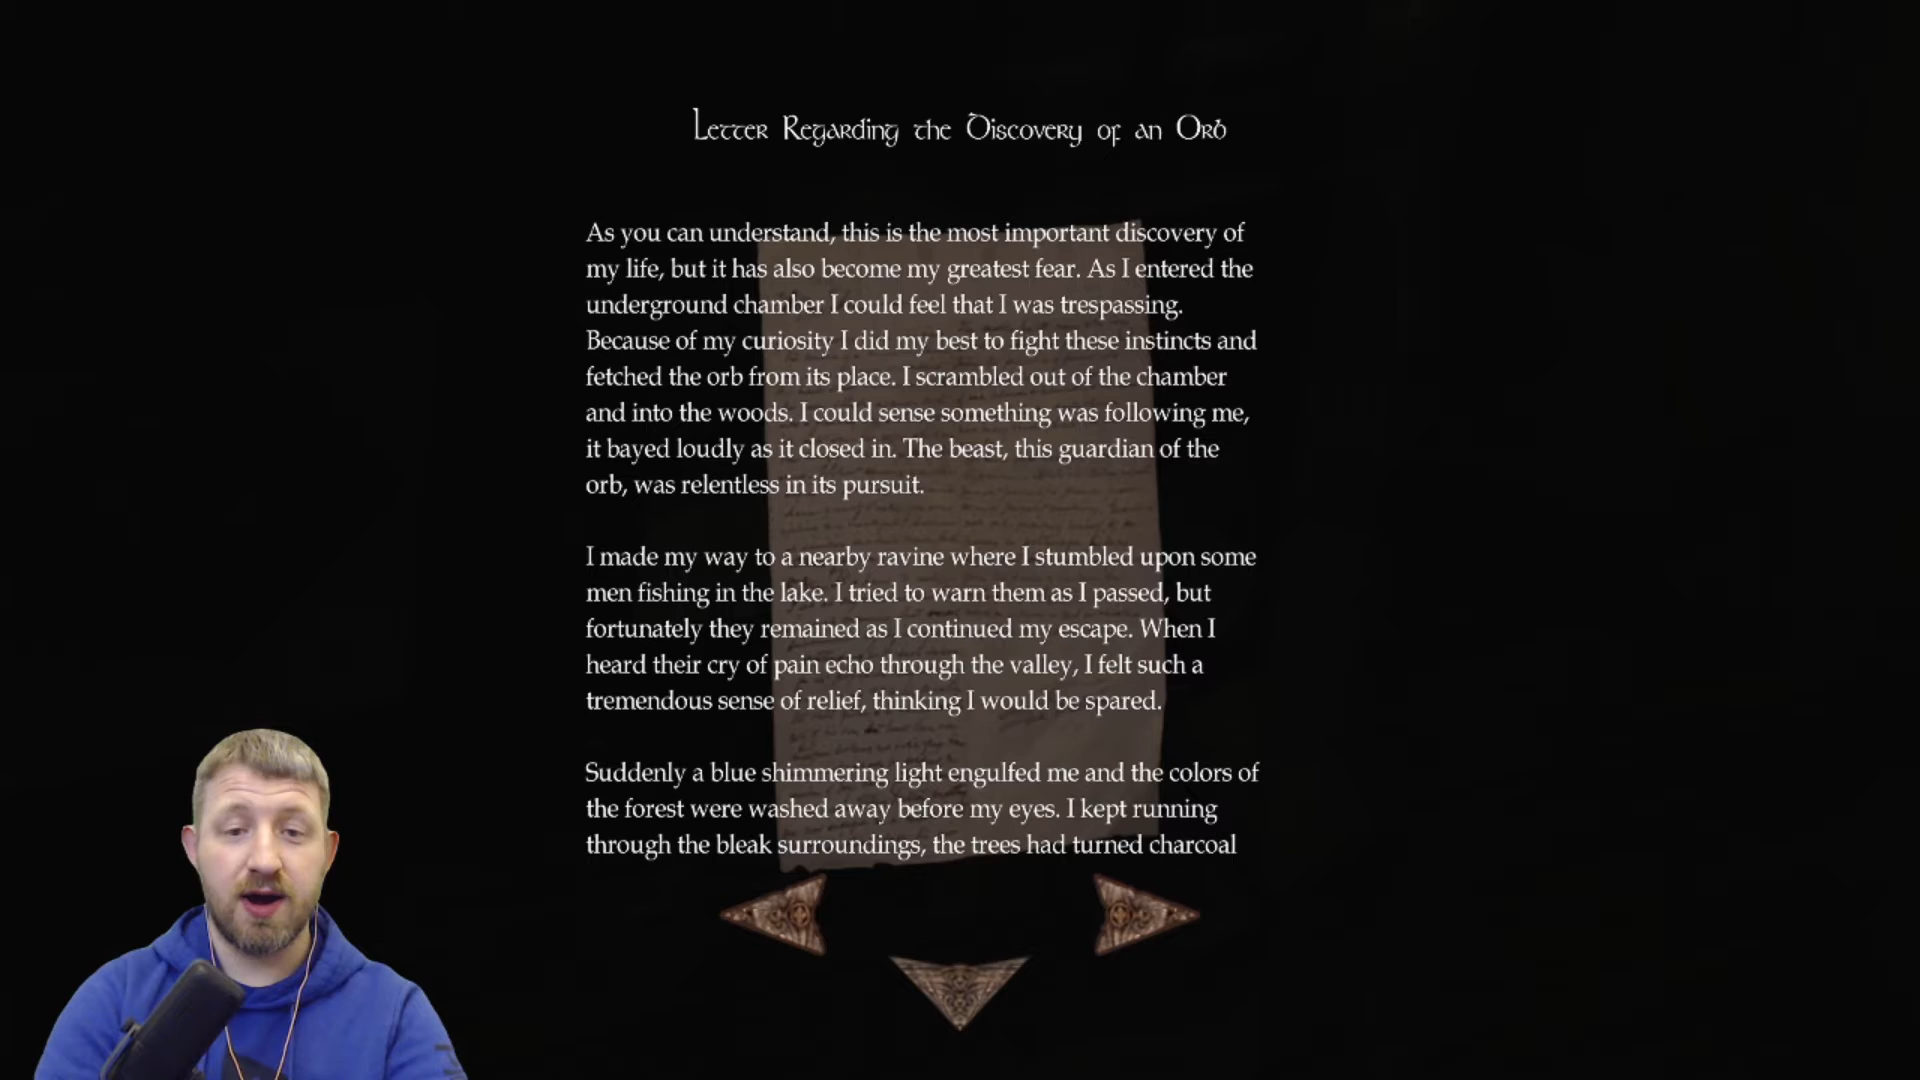 Letter Regarding the Discovery of an Orb
As you can understand, this is the most important discovery of
my life, but it has also become my greatest fear. As I entered the
underground chamber I could feel that I was trespassing.
Because of my curiosity I did my best to fight these instincts and
fetched the orb from its place. I scrambled out of the chamber
and into the woods. I could sense something was following me,
it bayed loudly as it closed in. The beast, this guardian of the
orb, was relentless in its pursuit.
I made my way to a nearby ravine where I stumbled upon some
men fishing in the lake. I tried to warn them as I passed, but
fortunately they remained as I continued my escape. When I
heard their cry of pain echo through the valley, I felt such a
tremendous sense of relief, thinking I would be spared.
Suddenly a blue shimmering light engulfed me and the colors of
the forest were washed away before my eyes. I kept running
through the bleak surroundings, the trees had turned charcoal